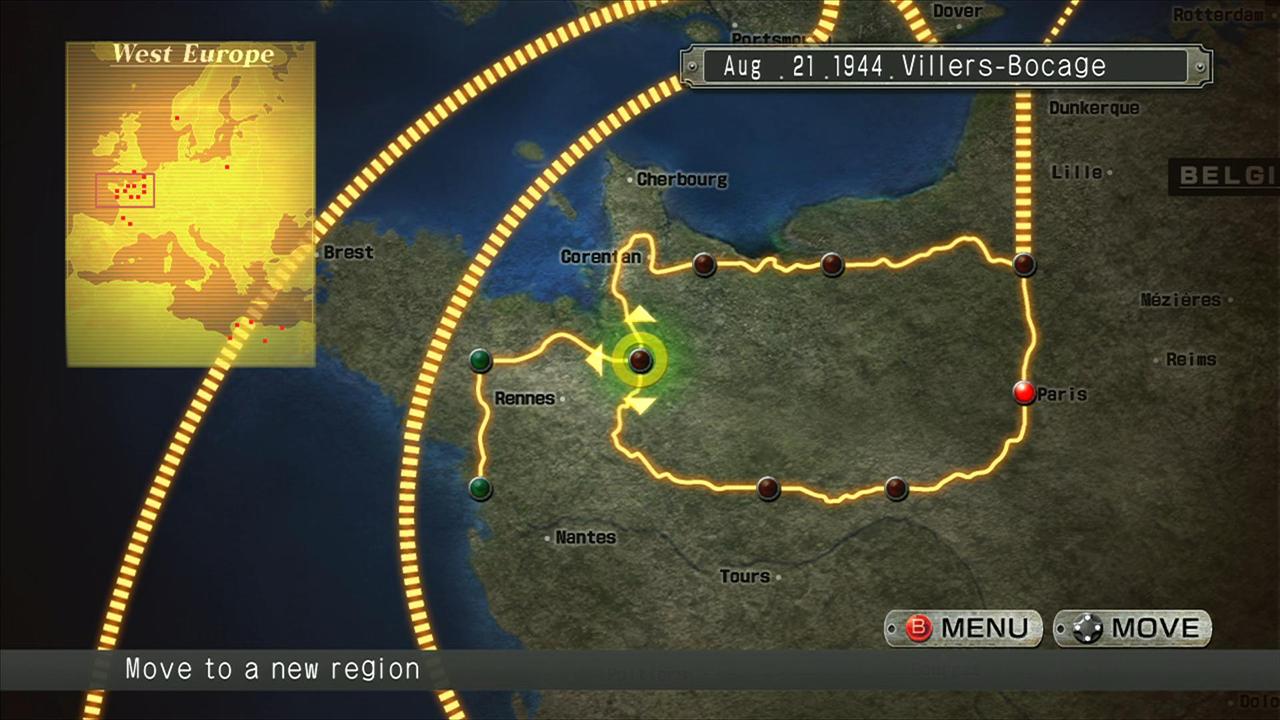 West Europe
Dover
Rotterdam
Portsmo
Aug . 21 .1944. Villers-Bocage
Dunkerque
Lille
BELGI
Cherbourg
Brest
Corentan
Mézières
Reims
Rennes
Paris
Nantes
Tours
B MENU
MOVE
Move to a new region